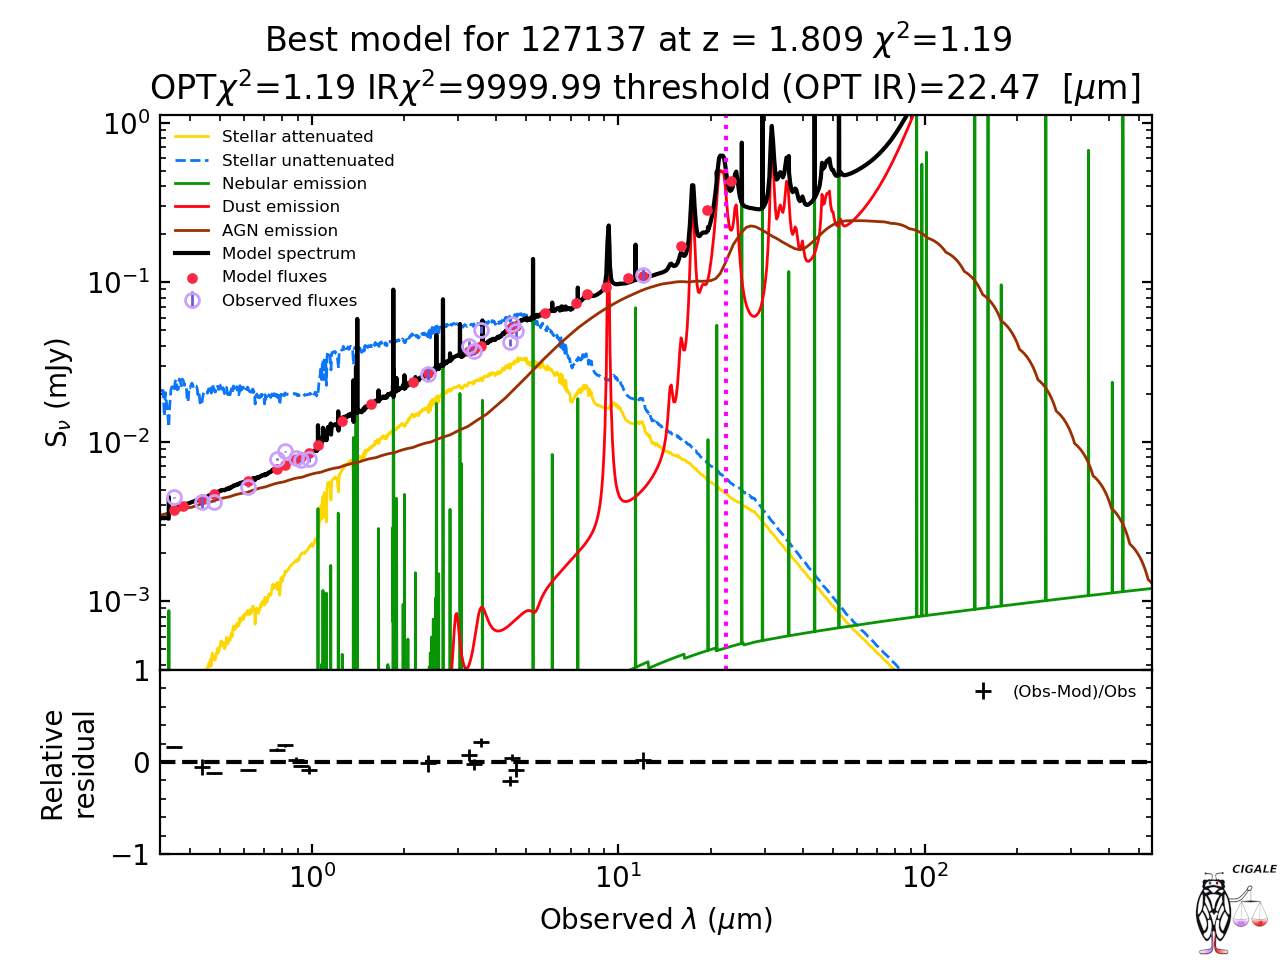 Best model for 127137 at z = 1.809 χ²=1.19
OPTχ²=1.19 IRχ²=9999.99 threshold (OPT IR)=22.47 [μm]
Stellar attenuated
Stellar unattenuated
Nebular emission
Dust emission
AGN emission
Model spectrum
Model fluxes
Observed fluxes
10⁰
10⁻¹
10⁻²
10⁻³
S_ν (mJy)
1
0
−1
Relative
residual
(Obs-Mod)/Obs
10⁰ 10¹ 10²
Observed λ (μm)
CIGALE